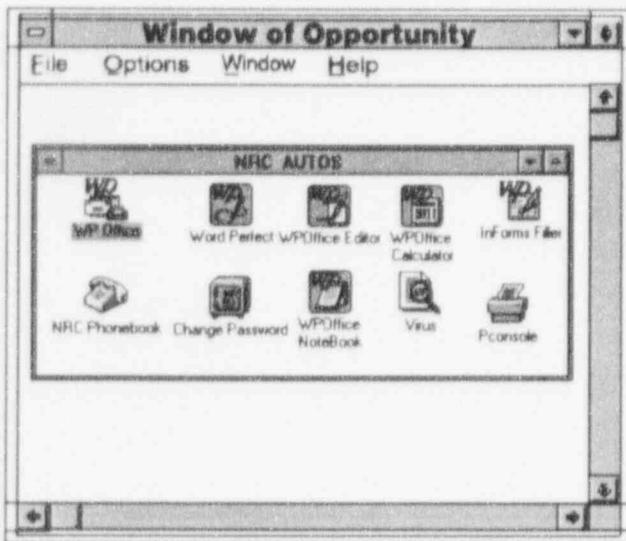 Window of Opportunity
File Options Window Help
NRC AUTOS
WP Office
Word Perfect
WPOffice Editor
WPOffice
Calculator
InForms Filler
NRC Phonebook
Change Password
WPOffice
NoteBook
Virus
Pconsole